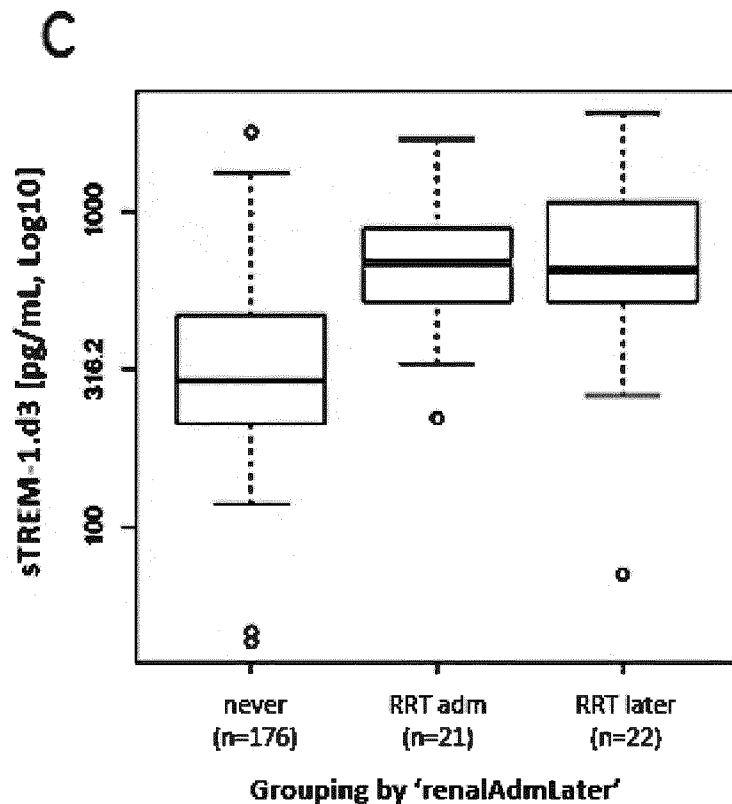 C
sTREM-1.d3 [pg/mL, Log10]
1000
316.2
100
never
(n=176)
RRT adm
(n=21)
RRT later
(n=22)
Grouping by 'renalAdmLater'